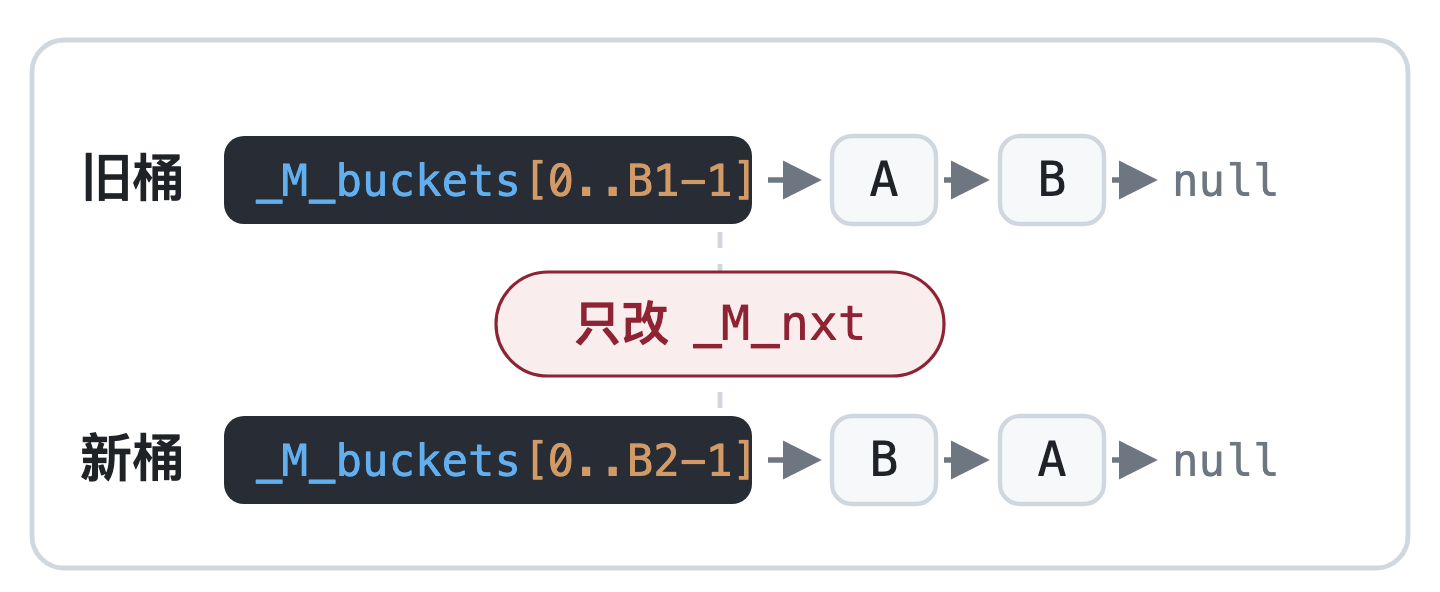 旧桶 _M_buckets[0..B1−1] A B null
只改 _M_nxt
新桶 _M_buckets[0..B2−1] B A null